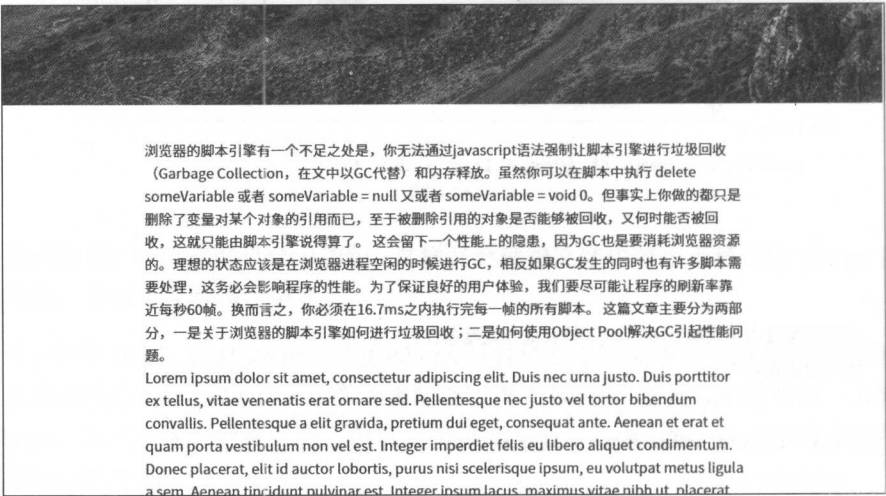 浏览器的脚本引擎有一个不足之处是，你无法通过javascript语法强制让脚本引擎进行垃圾回收
（Garbage Collection，在文中以GC代替）和内存释放。虽然你可以在脚本中执行 delete
someVariable 或者 someVariable = null 又或者 someVariable = void 0。但事实上你做的都只是
删除了变量对某个对象的引用而已，至于被删除引用的对象是否能够被回收，又何时能否被回
收，这就只能由脚本引擎说得算了。 这会留下一个性能上的隐患，因为GC也是要消耗浏览器资源
的。理想的状态应该是在浏览器进程空闲的时候进行GC，相反如果GC发生的同时也有许多脚本需
要处理，这务必会影响程序的性能。为了保证良好的用户体验，我们要尽可能让程序的刷新率靠
近每秒60帧。换而言之，你必须在16.7ms之内执行完每一帧的所有脚本。 这篇文章主要分为两部
分，一是关于浏览器的脚本引擎如何进行垃圾回收；二是如何使用Object Pool解决GC引起性能问
题。
Lorem ipsum dolor sit amet, consectetur adipiscing elit. Duis nec urna justo. Duis porttitor
ex tellus, vitae venenatis erat ornare sed. Pellentesque nec justo vel tortor bibendum
convallis. Pellentesque a elit gravida, pretium dui eget, consequat ante. Aenean et erat et
quam porta vestibulum non vel est. Integer imperdiet felis eu libero aliquet condimentum.
Donec placerat, elit id auctor lobortis, purus nisi scelerisque ipsum, eu volutpat metus ligula
a sem. Aenean tincidunt pulvinar est. Integer ipsum lacus, maximus vitae nibh ut, placerat